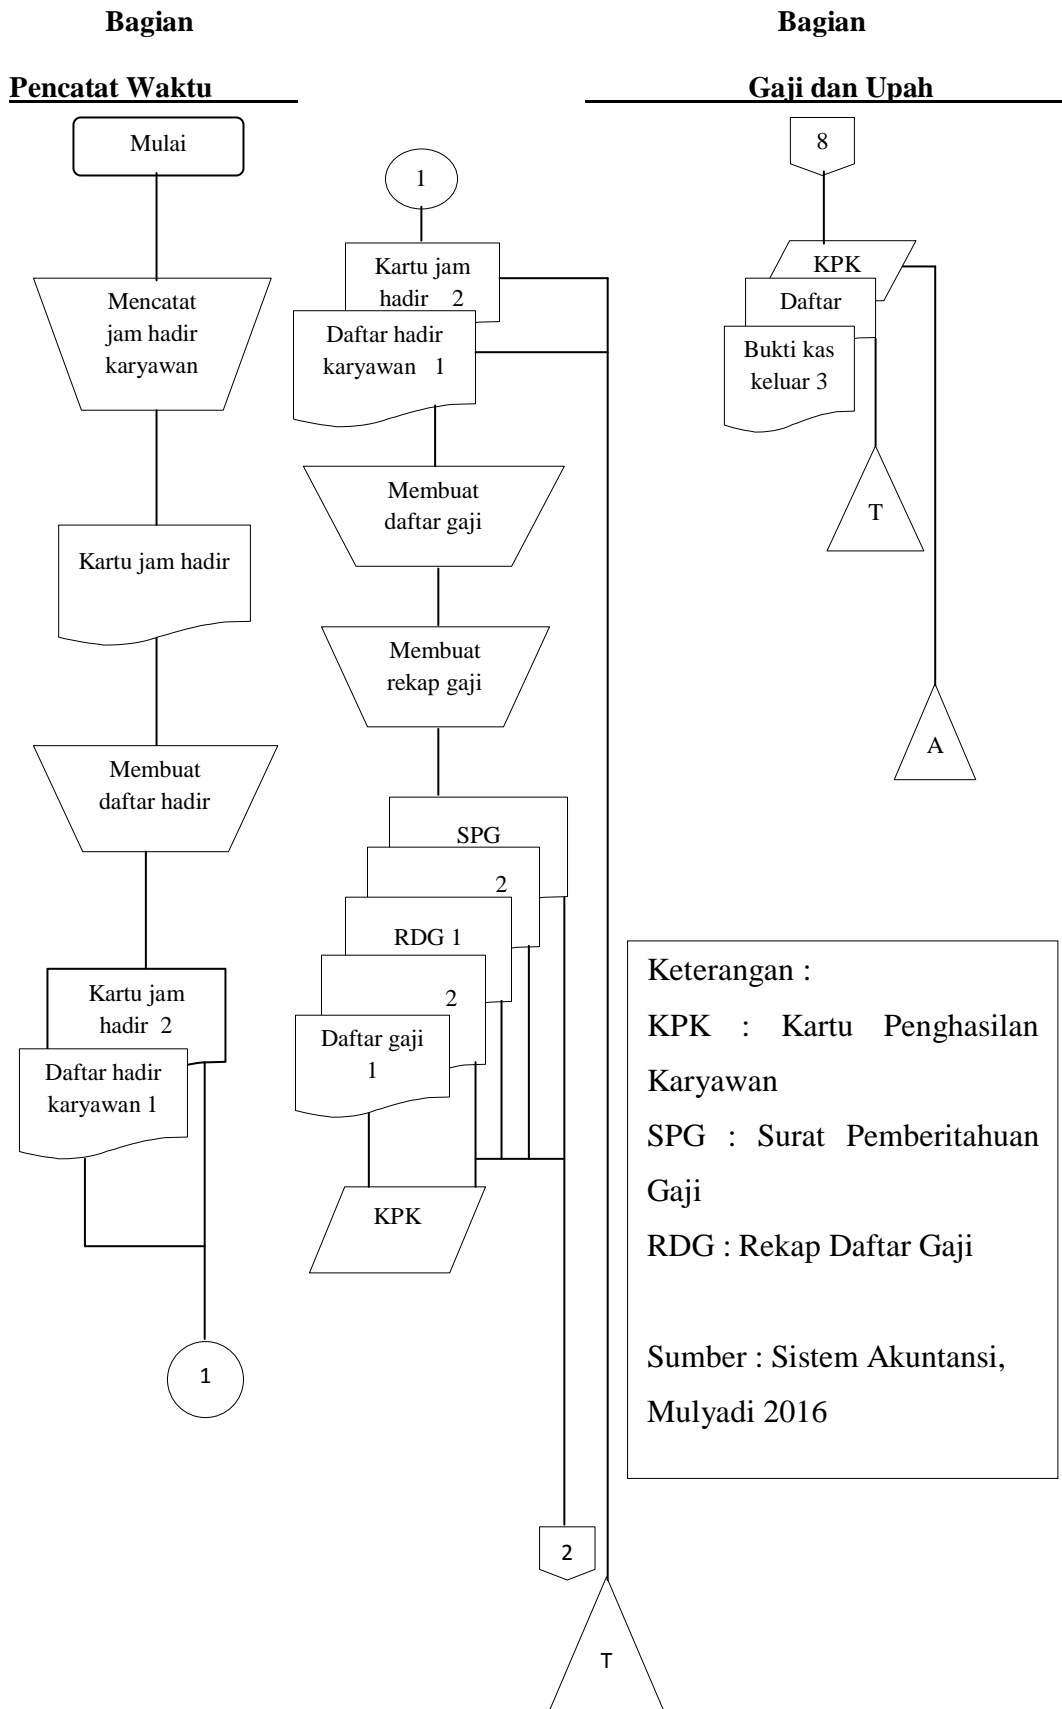 Bagian
Pencatat Waktu
Mulai
Mencatat
jam hadir
karyawan
Kartu jam hadir
Membuat
daftar hadir
Kartu jam
hadir 2
Daftar hadir
karyawan 1
1
1
Kartu jam
hadir 2
Daftar hadir
karyawan 1
Membuat
daftar gaji
Membuat
rekap gaji
SPG
2
RDG 1
2
Daftar gaji
1
KPK
2
T
Bagian
Gaji dan Upah
8
KPK
Daftar
Bukti kas
keluar 3
T
A
Keterangan :
KPK : Kartu Penghasilan
Karyawan
SPG : Surat Pemberitahuan
Gaji
RDG : Rekap Daftar Gaji
Sumber : Sistem Akuntansi,
Mulyadi 2016